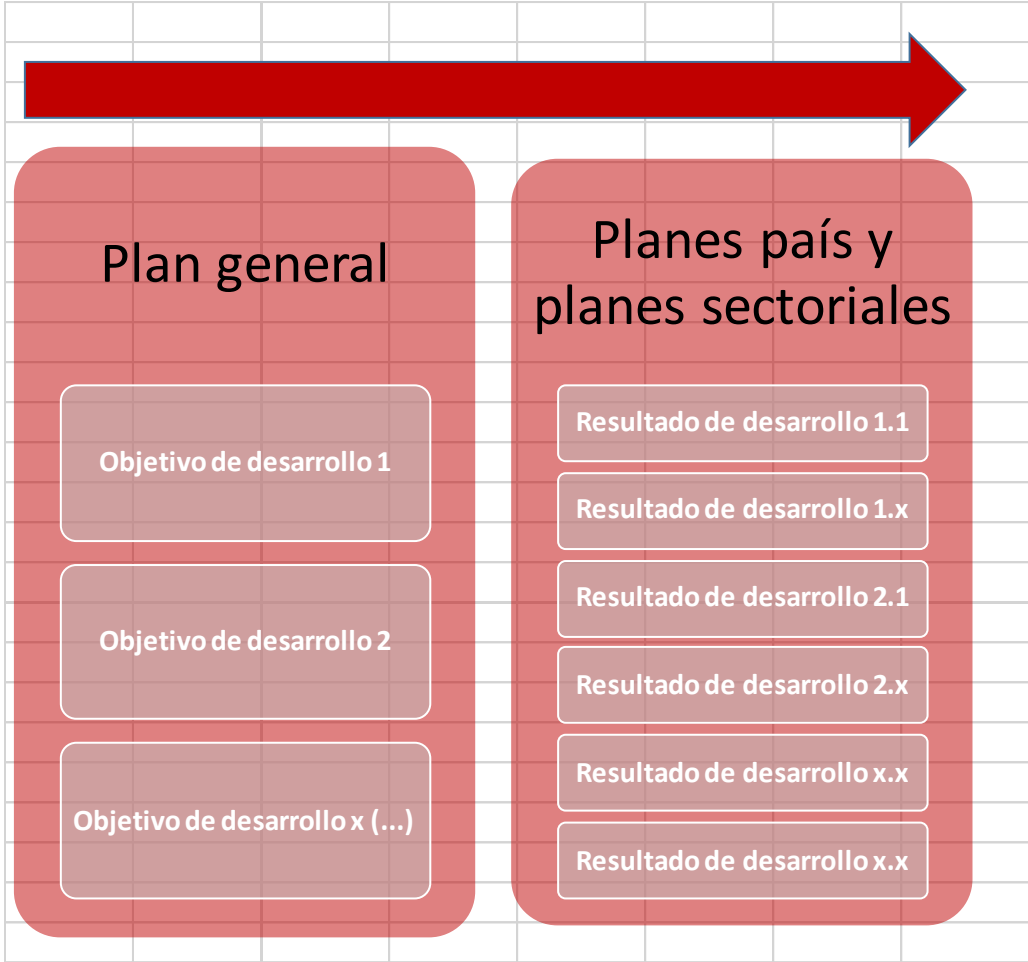 Plan general
Objetivo de desarrollo 1
Objetivo de desarrollo 2
Objetivo de desarrollo x (...)
Planes país y
planes sectoriales
Resultado de desarrollo 1.1
Resultado de desarrollo 1.x
Resultado de desarrollo 2.1
Resultado de desarrollo 2.x
Resultado de desarrollo x.x
Resultado de desarrollo x.x